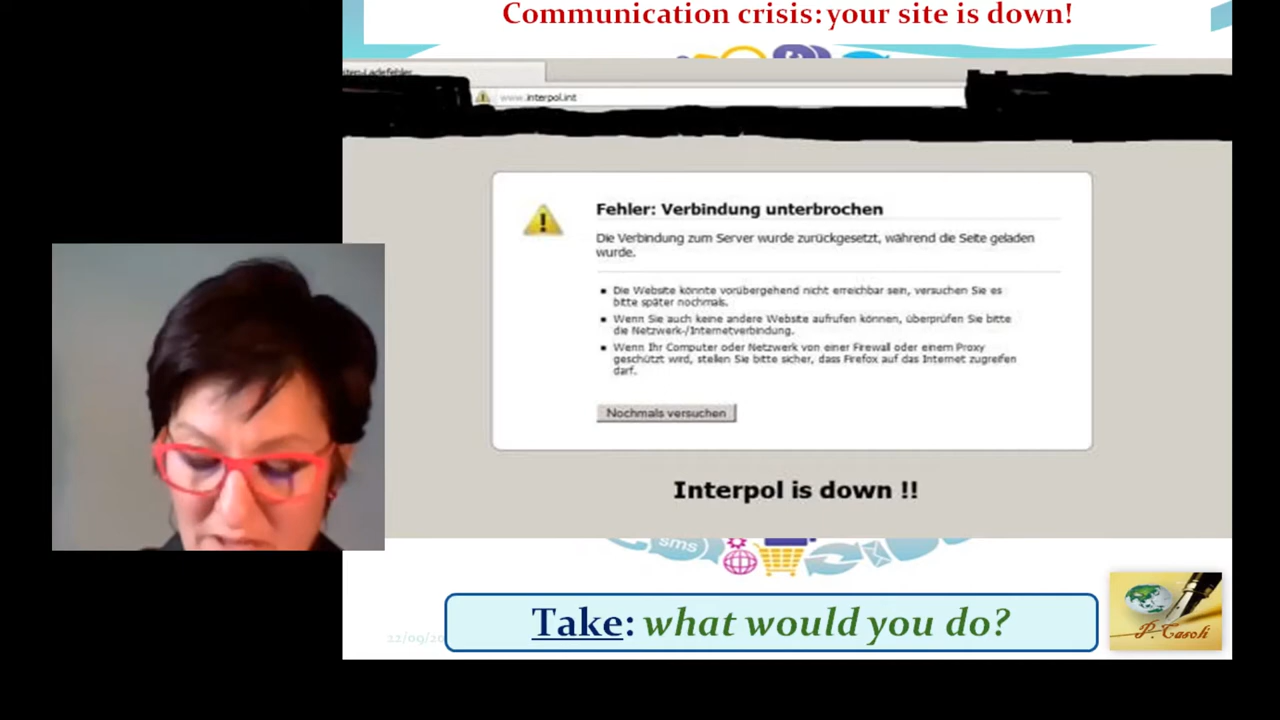 Communication crisis: your site is down!
www.interpol.int
Fehler: Verbindung unterbrochen
Die Verbindung zum Server wurde zurückgesetzt, während die Seite geladen
wurde.
Die Website könnte vorübergehend nicht erreichbar sein, versuchen Sie es
bitte später nochmals.
Wenn Sie auch keine andere Website aufrufen können, überprüfen Sie bitte
die Netzwerk-/Internetverbindung.
Wenn Ihr Computer oder Netzwerk von einer Firewall oder einem Proxy
geschützt wird, stellen Sie bitte sicher, dass Firefox auf das Internet zugreifen
darf.
Nochmals versuchen
Interpol is down !!
sms
Take: what would you do?
22/09/20
P. Casoli